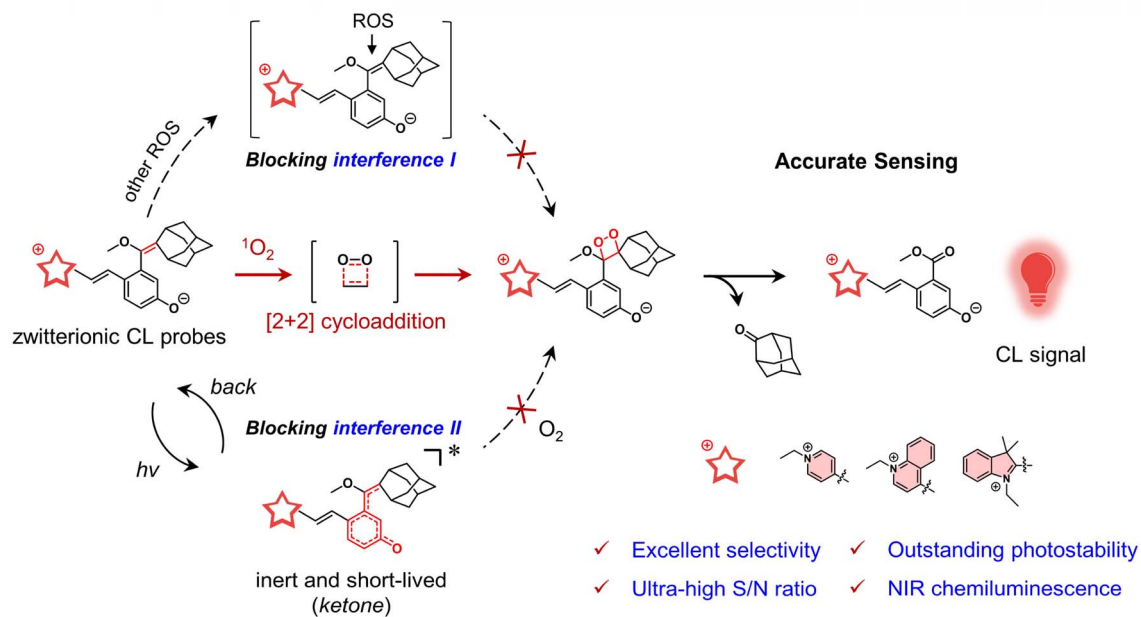 ROS
⊕
O
O⊖
Blocking interference I
other ROS
Accurate Sensing
⊕
O
O⊖
zwitterionic CL probes
¹O₂
O–O
[2+2] cycloaddition
⊕
O
O–O
O⊖
O
⊕
O
O
O⊖
CL signal
back
hv
Blocking interference II
O₂
*
O
O
inert and short-lived
(ketone)
⊕
N⊕
N⊕
N⊕
✓ Excellent selectivity
✓ Outstanding photostability
✓ Ultra-high S/N ratio
✓ NIR chemiluminescence